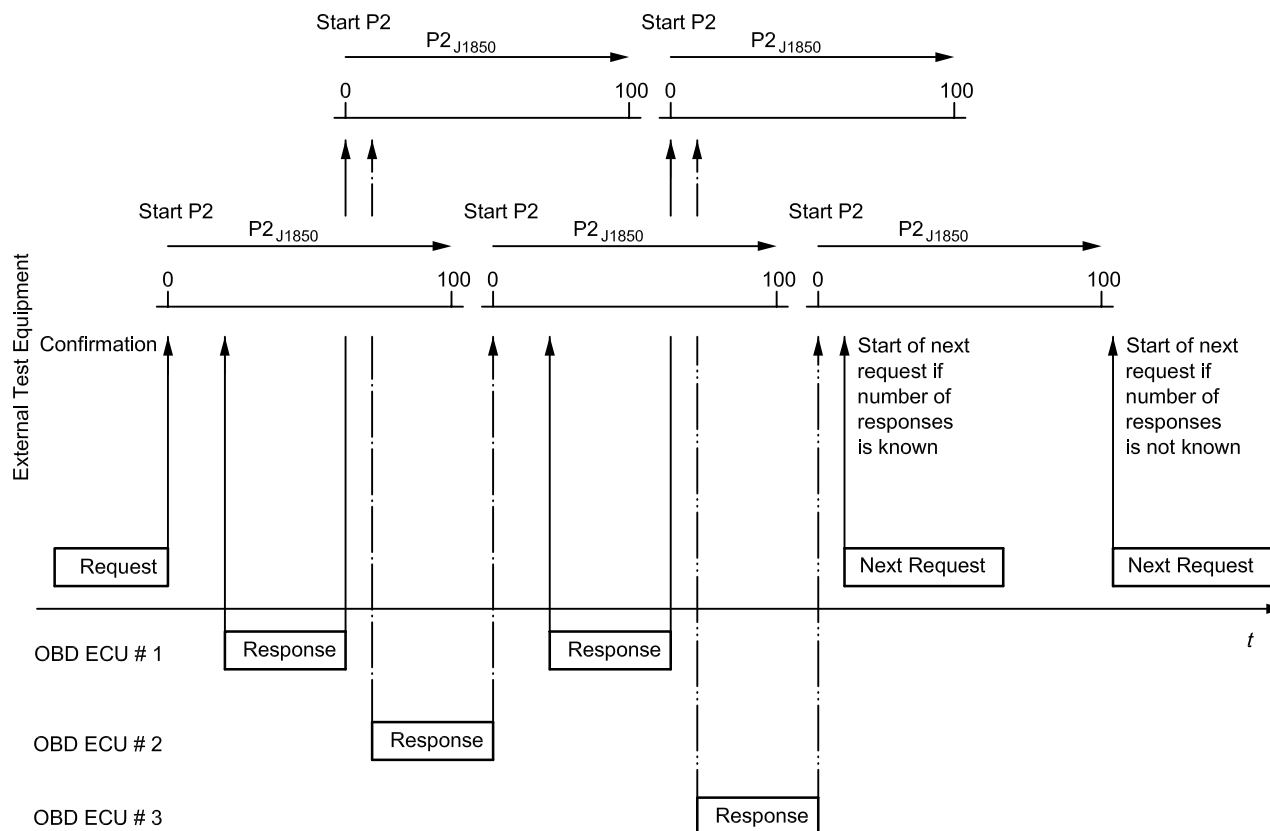 Start P2
Start P2
P2J1850
P2J1850
0
100
0
100
Start P2
Start P2
Start P2
P2J1850
P2J1850
P2J1850
0
100
0
100
0
100
External Test Equipment
Confirmation
Start of next
request if
number of
responses
is known
Start of next
request if
number of
responses
is not known
Request
Next Request
Next Request
t
OBD ECU # 1
Response
Response
OBD ECU # 2
Response
OBD ECU # 3
Response